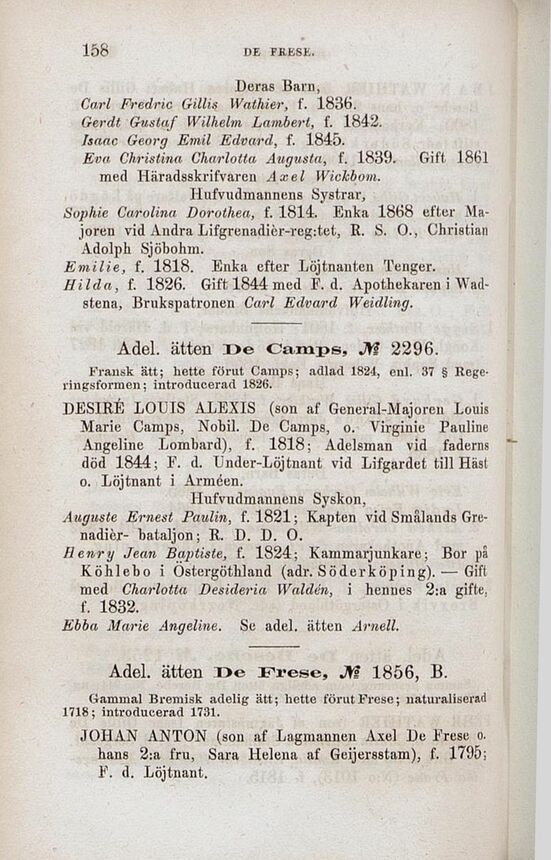 158 DE FRESE.
Deras Barn,
Carl Fredric Gillis Wathier, f. 1836.
Gerdt Gustaf Wilhelm Lambert, f. 1842.
Isaac Georg Emil Edvard, f. 1845.
Eva Christina Charlotta Augusta, f. 1839. Gift 1861
med Häradsskrifvaren Axel Wickbom.
Hufvudmannens Systrar,
Sophie Carolina Dorothea, f. 1814. Enka 1868 efter Ma-
joren vid Andra Lifgrenadièr-reg:tet, R. S. O., Christian
Adolph Sjöbohm.
Emilie, f. 1818. Enka efter Löjtnanten Tenger.
Hilda, f. 1826. Gift 1844 med F. d. Apothekaren i Wad-
stena, Brukspatronen Carl Edvard Weidling.
Adel. ätten De Camps, № 2296.
Fransk ätt; hette förut Camps; adlad 1824, enl. 37 § Rege-
ringsformen; introducerad 1826.
DESIRÉ LOUIS ALEXIS (son af General-Majoren Louis
Marie Camps, Nobil. De Camps, o. Virginie Pauline
Angeline Lombard), f. 1818; Adelsman vid faderns
död 1844; F. d. Under-Löjtnant vid Lifgardet till Häst
o. Löjtnant i Arméen.
Hufvudmannens Syskon,
Auguste Ernest Paulin, f. 1821; Kapten vid Smålands Gre-
nadièr- bataljon; R. D. D. O.
Henry Jean Baptiste, f. 1824; Kammarjunkare; Bor på
Köhlebo i Östergöthland (adr. Söderköping). — Gift
med Charlotta Desideria Waldén, i hennes 2:a gifte,
f. 1832.
Ebba Marie Angeline. Se adel. ätten Arnell.
Adel. ätten De Frese, № 1856, B.
Gammal Bremisk adelig ätt; hette förut Frese; naturaliserad
1718; introducerad 1731.
JOHAN ANTON (son af Lagmannen Axel De Frese o.
hans 2:a fru, Sara Helena af Geijersstam), f. 1795;
F. d. Löjtnant.